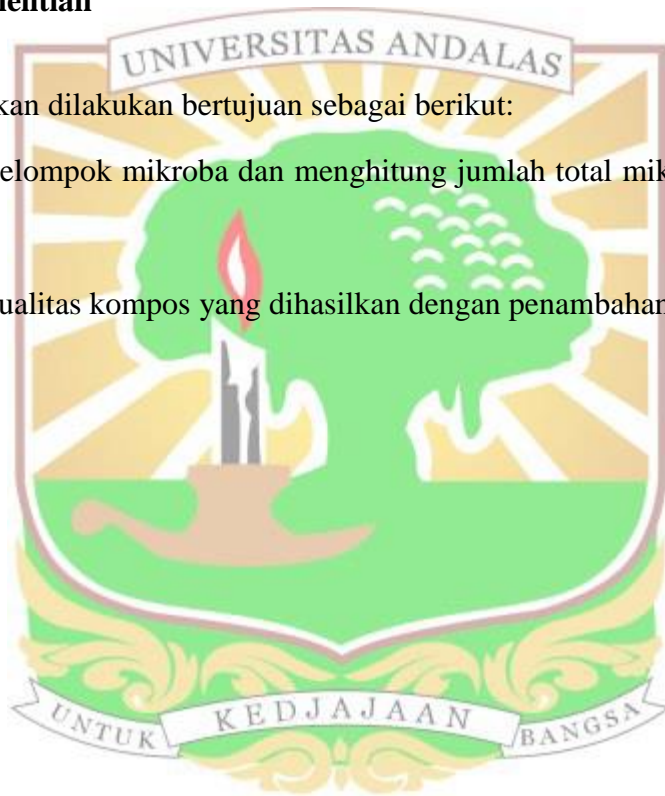 nelitian
UNIVERSITAS ANDALAS
kan dilakukan bertujuan sebagai berikut:
elompok mikroba dan menghitung jumlah total mik
ualitas kompos yang dihasilkan dengan penambahan
UNTUK KEDJAJAAN BANGSA